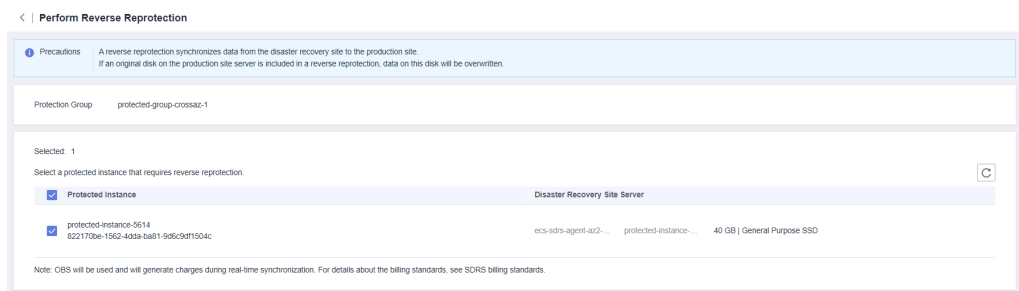 < | Perform Reverse Reprotection
Precautions A reverse reprotection synchronizes data from the disaster recovery site to the production site.
If an original disk on the production site server is included in a reverse reprotection, data on this disk will be overwritten.
Protection Group protected-group-crossaz-1
Selected: 1
Select a protected instance that requires reverse reprotection.
Protected Instance Disaster Recovery Site Server
protected-instance-5614
822170be-1562-4dda-ba81-9d6c9df1504c
ecs-sdrs-agent-az2-... protected-instance-... 40 GB | General Purpose SSD
Note: OBS will be used and will generate charges during real-time synchronization. For details about the billing standards, see SDRS billing standards.